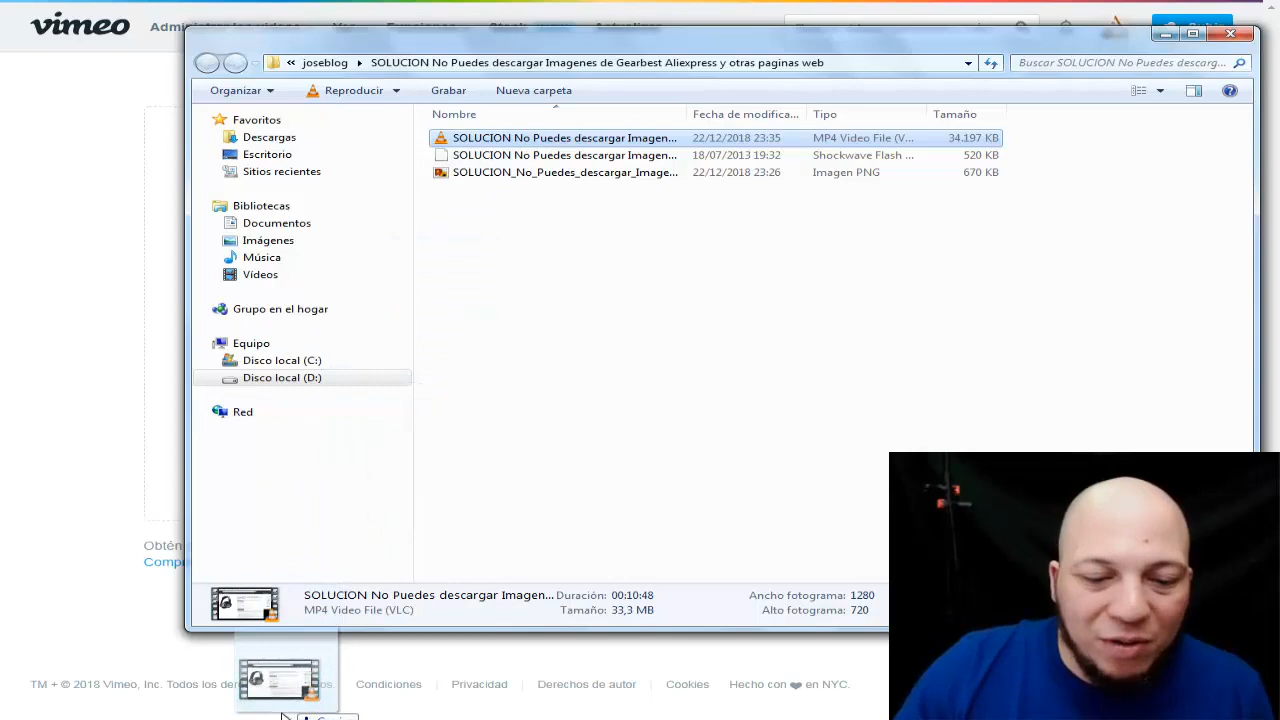 vimeo
joseblog ▸ SOLUCION No Puedes descargar Imagenes de Gearbest Aliexpress y otras paginas web
Buscar SOLUCION No Puedes descarg...
Organizar Reproducir Grabar Nueva carpeta
Nombre Fecha de modifica... Tipo Tamaño
Favoritos
Descargas
Escritorio
Sitios recientes
Bibliotecas
Documentos
Imágenes
Música
Vídeos
Grupo en el hogar
Equipo
Disco local (C:)
Disco local (D:)
Red
SOLUCION No Puedes descargar Imagen... 22/12/2018 23:35 MP4 Video File (V... 34.197 KB
SOLUCION No Puedes descargar Imagen... 18/07/2013 19:32 Shockwave Flash ... 520 KB
SOLUCION_No_Puedes_descargar_Image... 22/12/2018 23:26 Imagen PNG 670 KB
Obtén
Comp
SOLUCION No Puedes descargar Imagen... Duración: 00:10:48 Ancho fotograma: 1280
MP4 Video File (VLC) Tamaño: 33,3 MB Alto fotograma: 720
TM + © 2018 Vimeo, Inc. Todos los der os. Condiciones Privacidad Derechos de autor Cookies Hecho con ❤ en NYC.